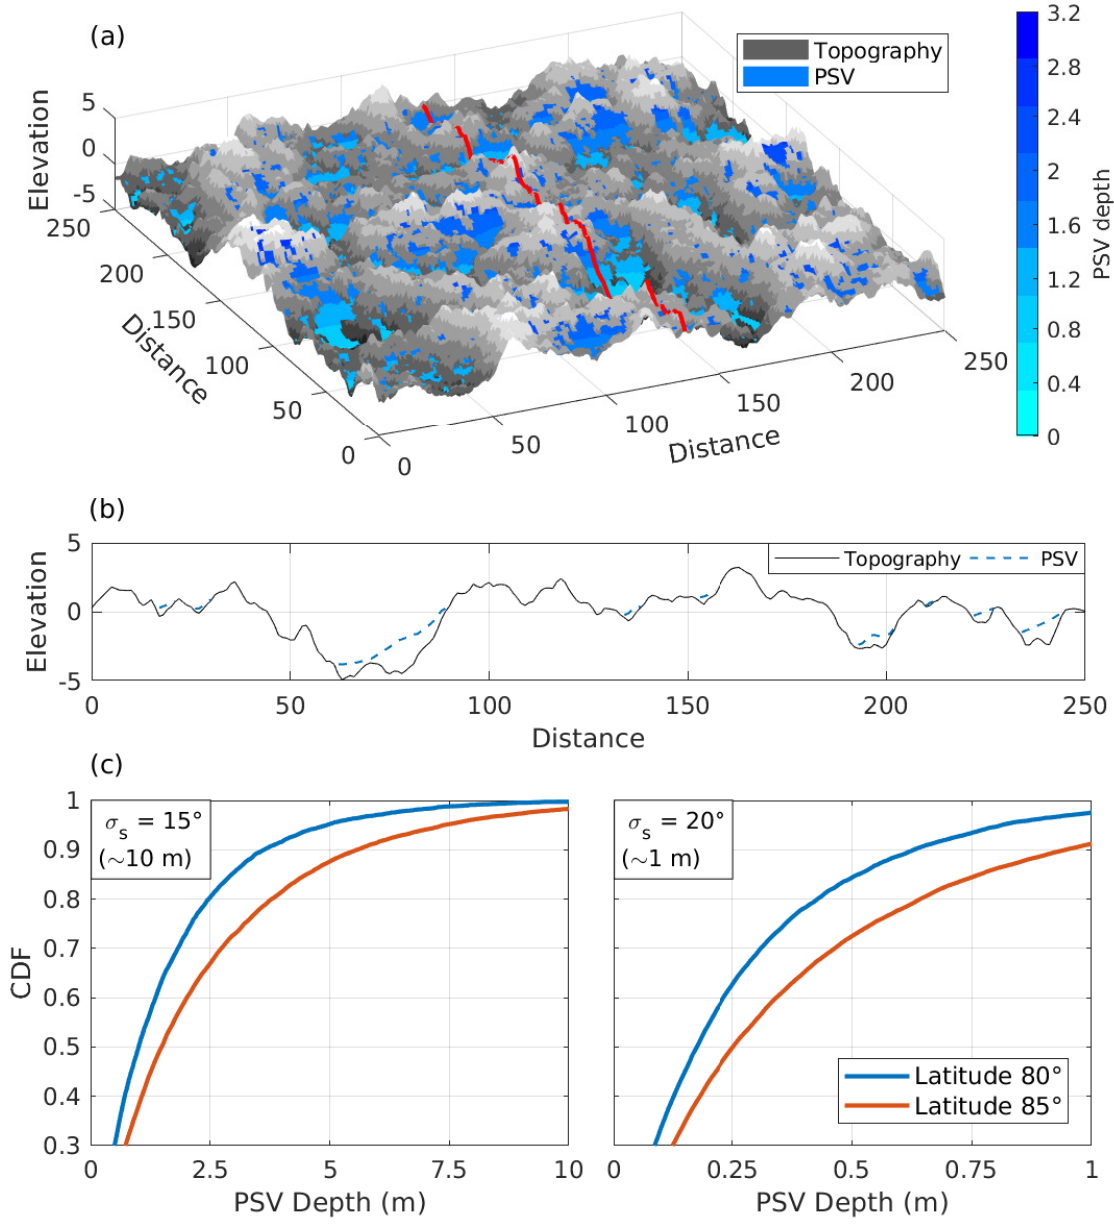 (a)
Topography
PSV
3.2
2.8
2.4
2
1.6
1.2
0.8
0.4
0
PSV depth
Elevation
5
0
-5
250
200
150
100
50
0
Distance
0
50
100
150
200
250
Distance
(b)
Elevation
5
0
-5
Topography
PSV
0
50
100
150
200
250
Distance
(c)
CDF
1
0.9
0.8
0.7
0.6
0.5
0.4
0.3
σs = 15°
(~10 m)
0
2.5
5
7.5
10
PSV Depth (m)
σs = 20°
(~1 m)
Latitude 80°
Latitude 85°
0
0.25
0.5
0.75
1
PSV Depth (m)